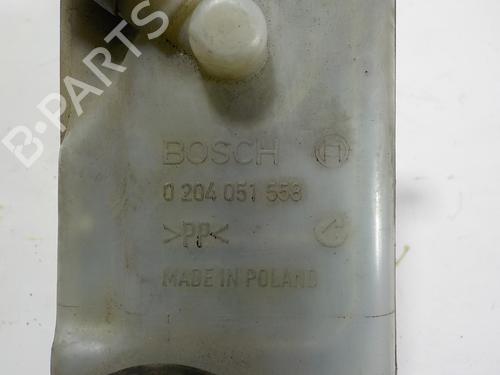 B-PARTS
BOSCH
0 204 051 558
>PP<
MADE IN POLAND